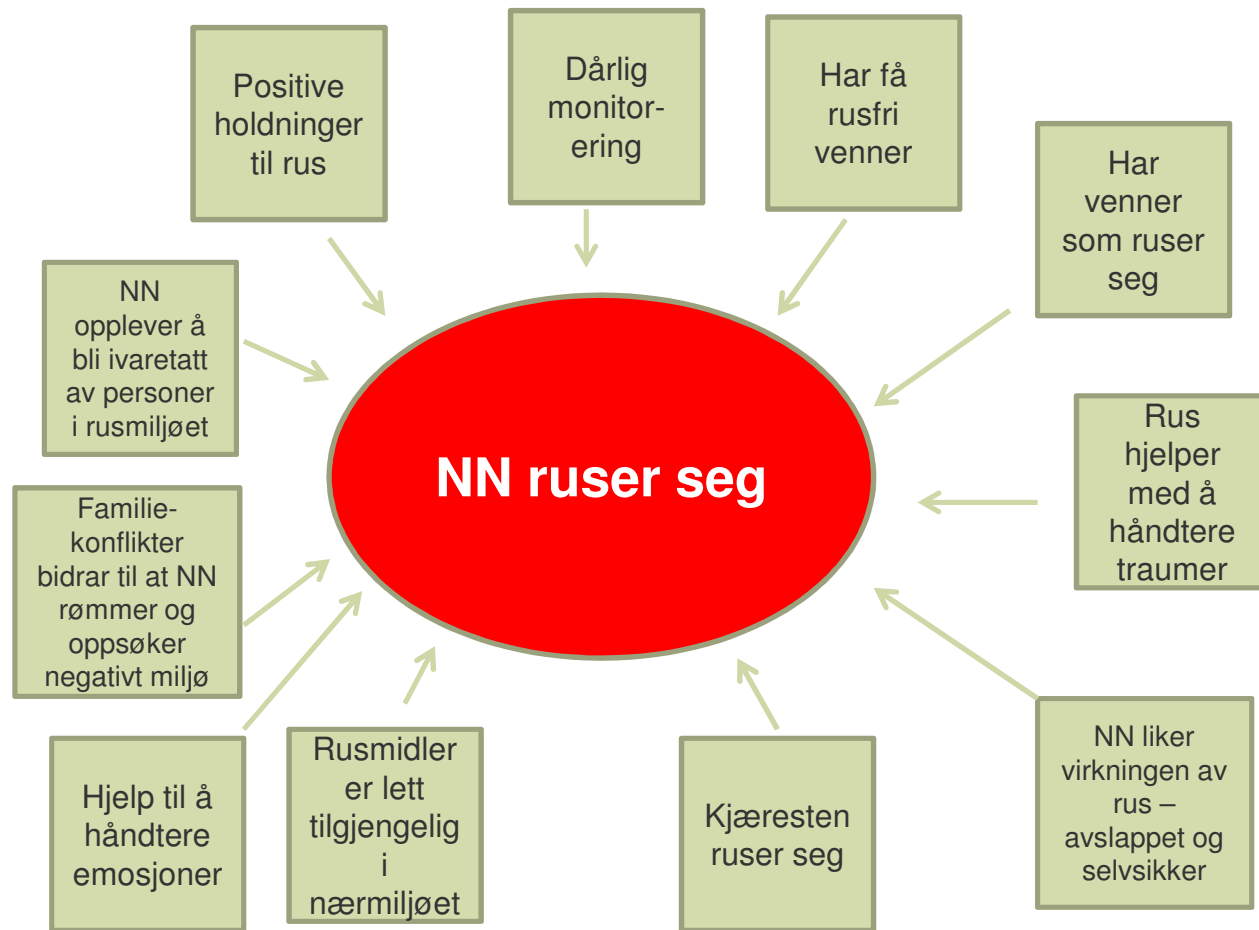 Positive
holdninger
til rus
Dårlig
monitor-
ering
Har få
rusfri
venner
Har
venner
som ruser
seg
NN
opplever å
bli ivaretatt
av personer
i rusmiljøet
NN ruser seg
Rus
hjelper
med å
håndtere
traumer
Familie-
konflikter
bidrar til at NN
rømmer og
oppsøker
negativt miljø
Hjelp til å
håndtere
emosjoner
Rusmidler
er lett
tilgjengelig
i
nærmiljøet
Kjæresten
ruser seg
NN liker
virkningen av
rus –
avslappet og
selvsikker